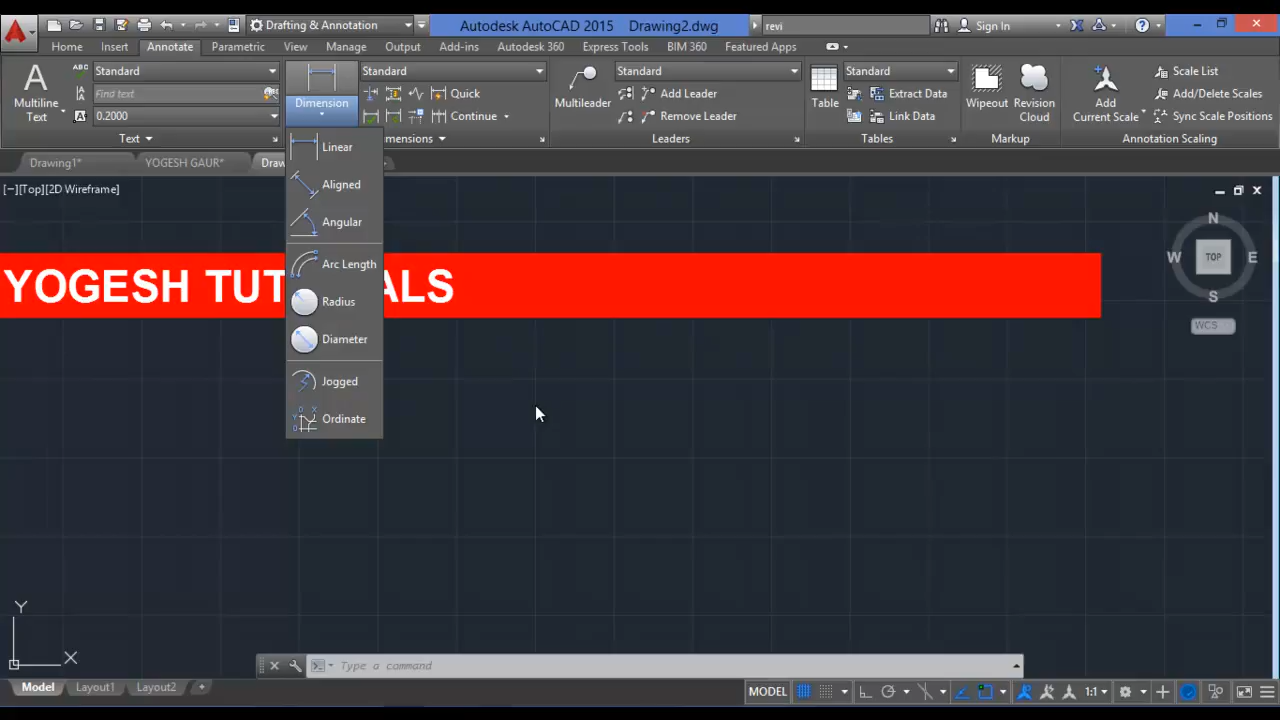 Drafting & Annotation
Autodesk AutoCAD 2015 Drawing2.dwg
revi
Sign In
Home Insert Annotate Parametric View Manage Output Add-ins Autodesk 360 Express Tools BIM 360 Featured Apps
Multiline Text
ABC
Standard
Find text
0.2000
Text
Dimension
Standard
Quick
Continue
mensions
Multileader
Standard
Add Leader
Remove Leader
Leaders
Table
Standard
Extract Data
Link Data
Tables
Wipeout
Revision Cloud
Markup
Add Current Scale
Scale List
Add/Delete Scales
Sync Scale Positions
Annotation Scaling
Drawing1*
YOGESH GAUR*
Draw
[−][Top][2D Wireframe]
Linear
Aligned
Angular
Arc Length
Radius
Diameter
Jogged
Ordinate
YOGESH TUT ALS
N
W TOP E
S
WCS
Y
X
Type a command
Model Layout1 Layout2 +
MODEL
1:1